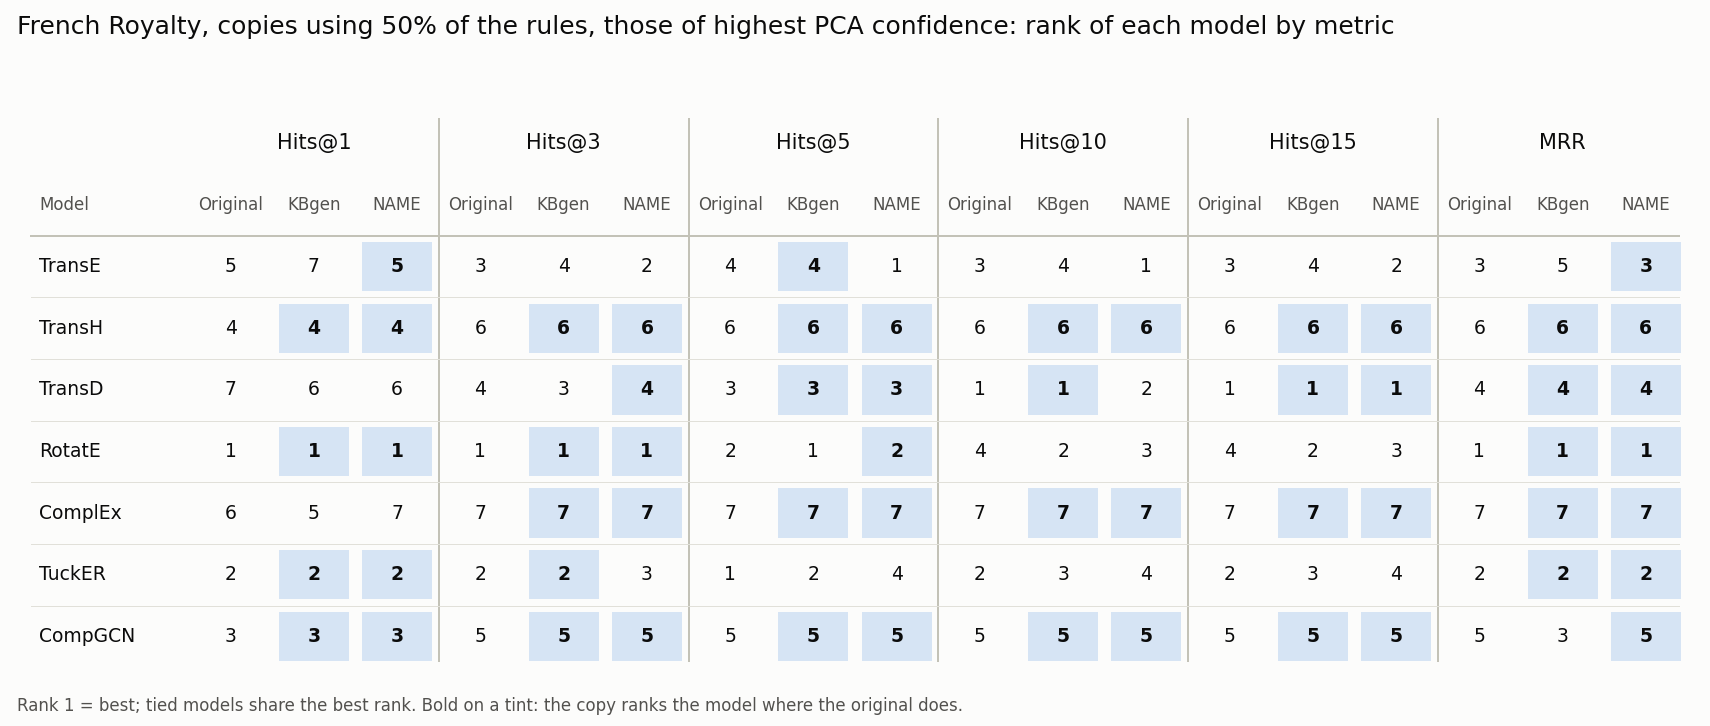 French Royalty, copies using 50% of the rules, those of highest PCA confidence: rank of each model by metric
Hits@1 Hits@3 Hits@5 Hits@10 Hits@15 MRR
Model Original KBgen NAME Original KBgen NAME Original KBgen NAME Original KBgen NAME Original KBgen NAME Original KBgen NAME
TransE 5 7 5 3 4 2 4 4 1 3 4 1 3 4 2 3 5 3
TransH 4 4 4 6 6 6 6 6 6 6 6 6 6 6 6 6 6 6
TransD 7 6 6 4 3 4 3 3 3 1 1 2 1 1 1 4 4 4
RotatE 1 1 1 1 1 1 2 1 2 4 2 3 4 2 3 1 1 1
ComplEx 6 5 7 7 7 7 7 7 7 7 7 7 7 7 7 7 7 7
TuckER 2 2 2 2 2 3 1 2 4 2 3 4 2 3 4 2 2 2
CompGCN 3 3 3 5 5 5 5 5 5 5 5 5 5 5 5 5 3 5
Rank 1 = best; tied models share the best rank. Bold on a tint: the copy ranks the model where the original does.